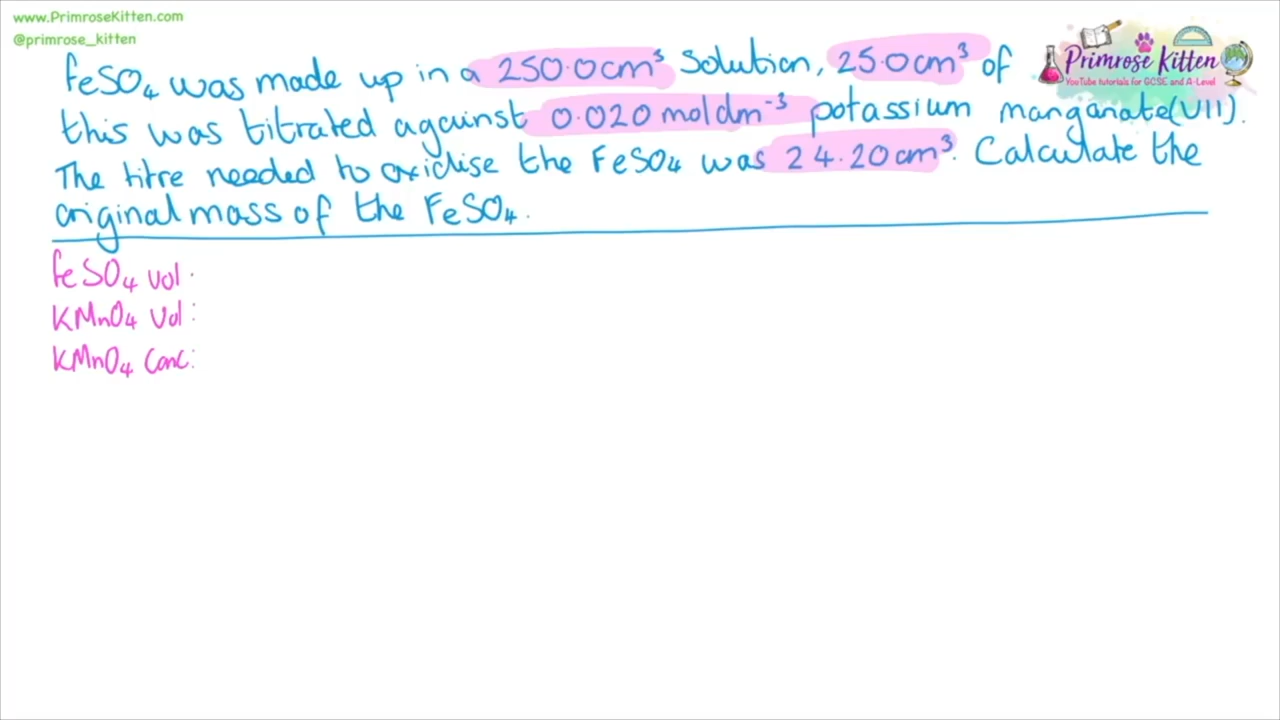 www.PrimroseKitten.com
@primrose_kitten
Primrose Kitten
YouTube tutorials for GCSE and A-Level
FeSO₄ was made up in a 250.0cm³ solution, 25.0cm³ of
this was titrated against 0.020 moldm⁻³ potassium manganate(VII).
The titre needed to oxidise the FeSO₄ was 24.20cm³. Calculate the
original mass of the FeSO₄.
FeSO₄ vol:
KMnO₄ Vol:
KMnO₄ Conc: